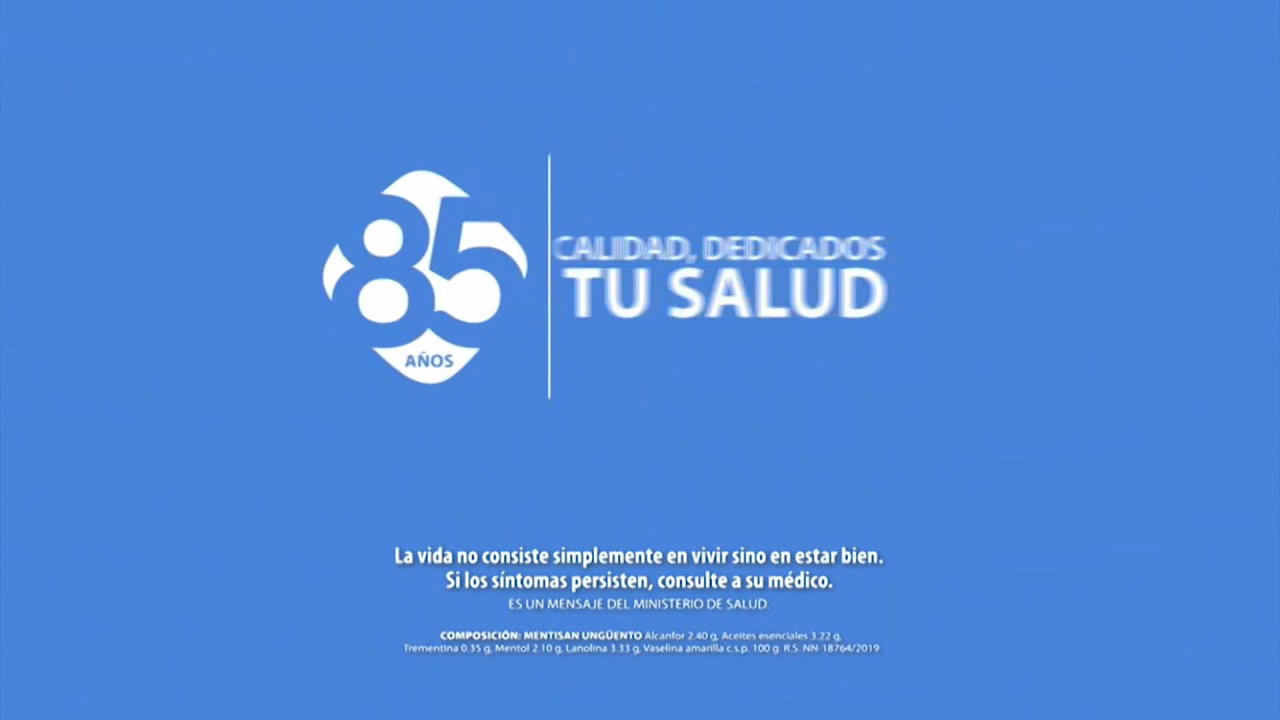 85
AÑOS
CALIDAD, DEDICADOS
TU SALUD
La vida no consiste simplemente en vivir sino en estar bien.
Si los síntomas persisten, consulte a su médico.
ES UN MENSAJE DEL MINISTERIO DE SALUD.
COMPOSICIÓN: MENTISAN UNGÜENTO Alcanfor 2.40 g, Aceites esenciales 3.22 g,
Trementina 0.35 g, Mentol 2.10 g, Lanolina 3.33 g, Vaselina amarilla c.s.p. 100 g. R.S. NN-18764/2019